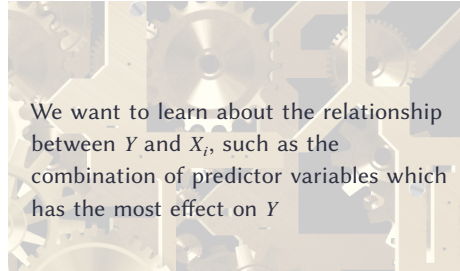 We want to learn about the relationship
between Y and Xᵢ, such as the
combination of predictor variables which
has the most effect on Y